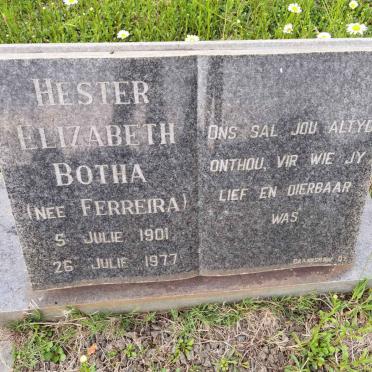 HESTER
ELIZABETH
BOTHA
(NEE FERREIRA)
5 JULIE 1901
26 JULIE 1977
ONS SAL JOU ALTYD
ONTHOU, VIR WIE JY
LIEF EN DIERBAAR
WAS